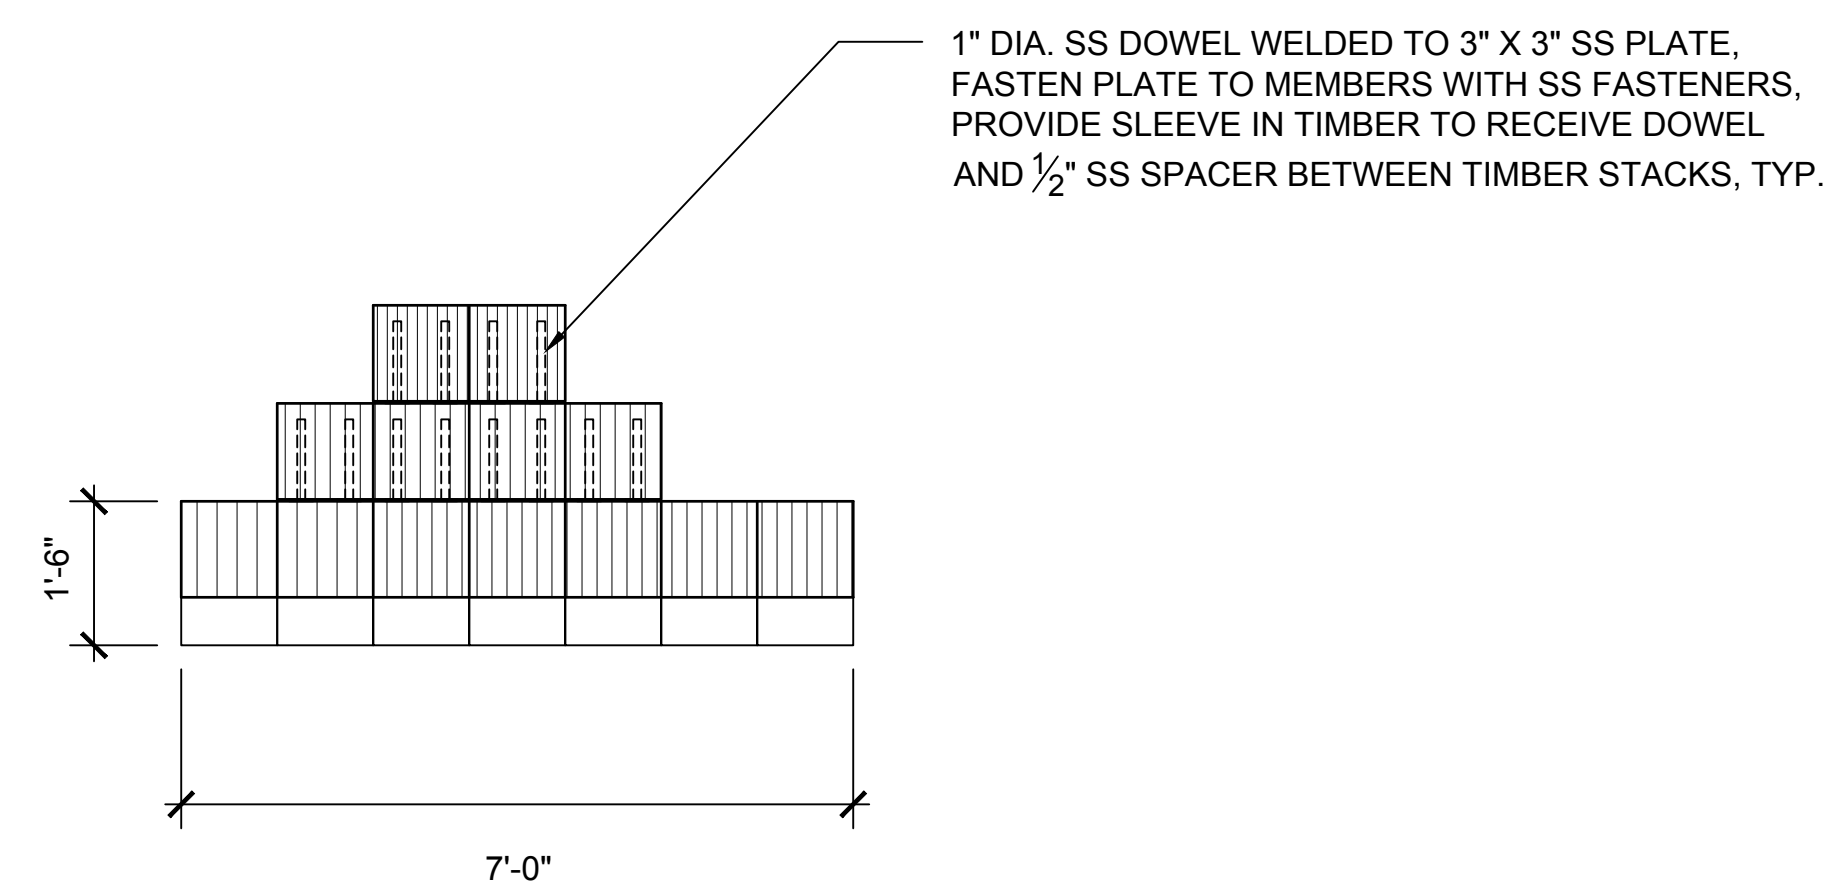 1" DIA. SS DOWEL WELDED TO 3" X 3" SS PLATE,
FASTEN PLATE TO MEMBERS WITH SS FASTENERS,
PROVIDE SLEEVE IN TIMBER TO RECEIVE DOWEL
AND 1/2" SS SPACER BETWEEN TIMBER STACKS, TYP.
1'-6"
7'-0"